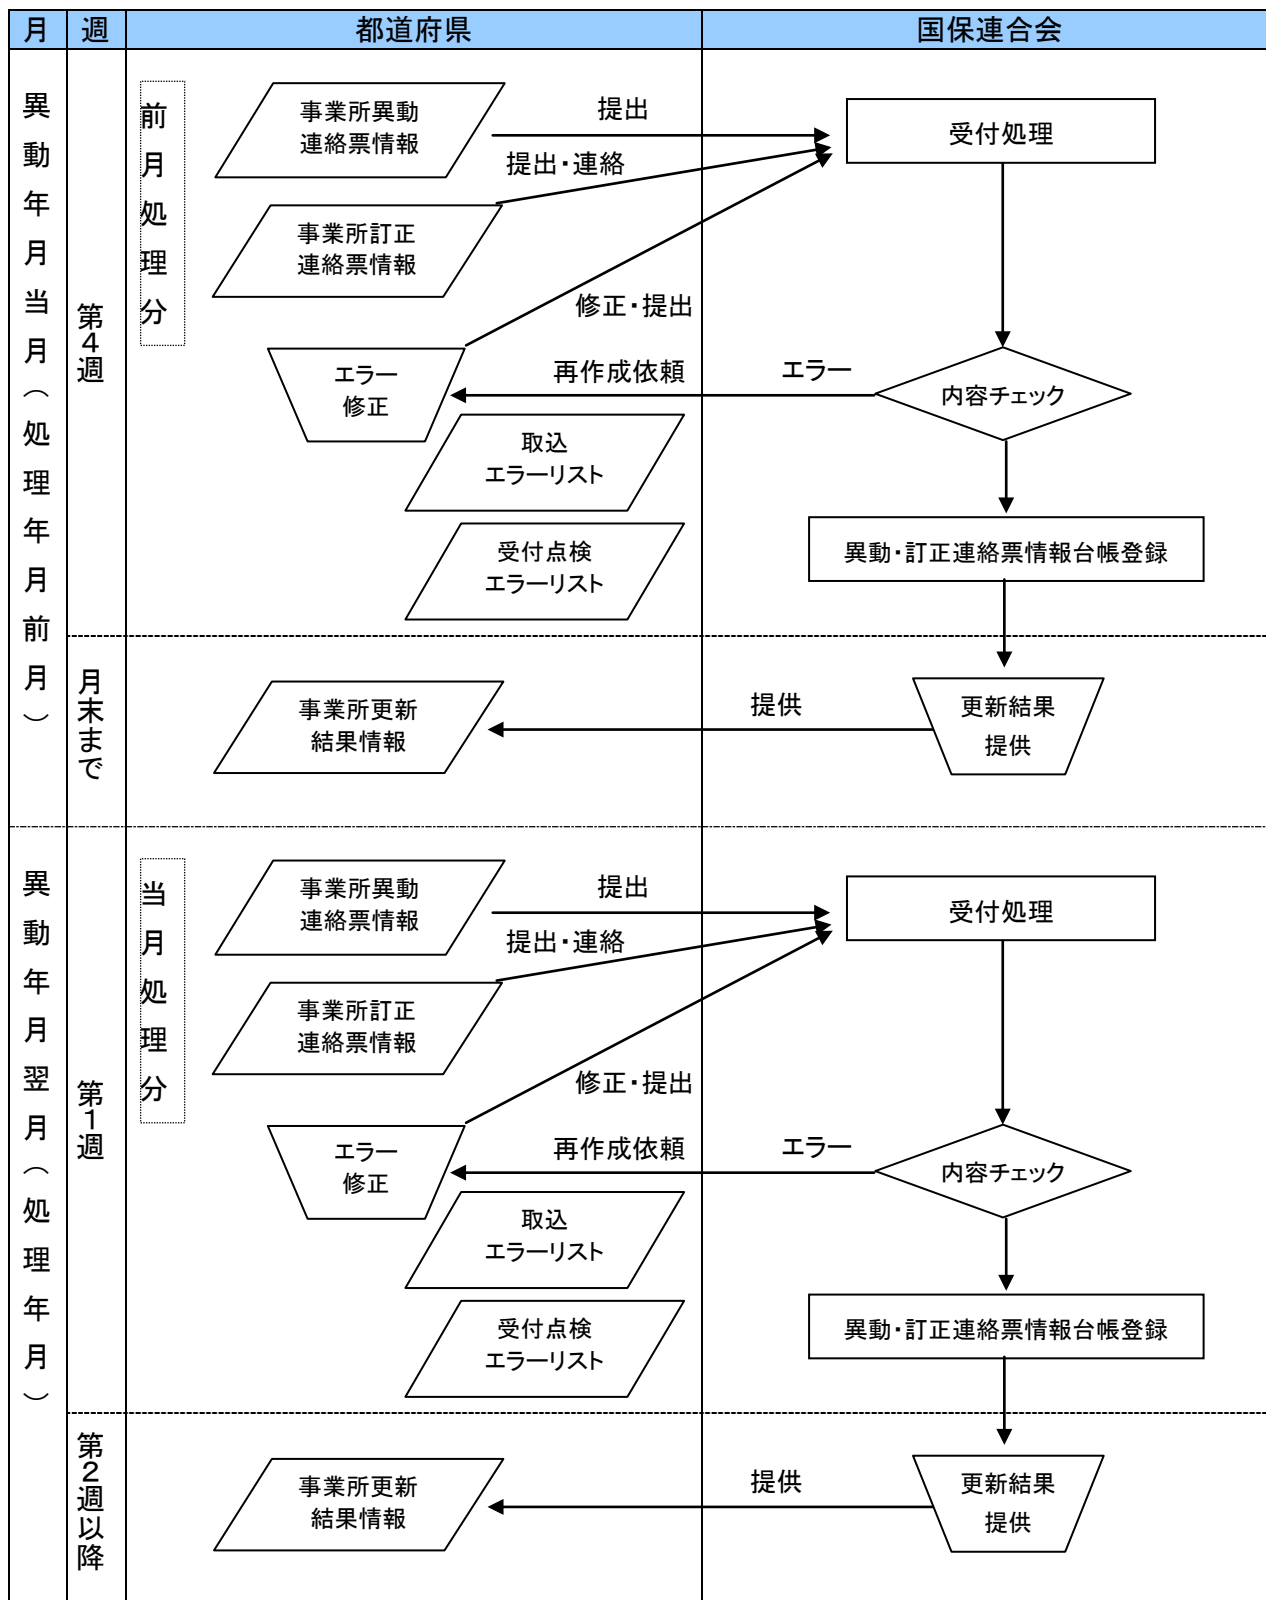 月 週 都道府県 国保連合会
異動年月当月（処理年月前月）
第４週
前月処理分
事業所異動
連絡票情報
提出
受付処理
提出・連絡
事業所訂正
連絡票情報
修正・提出
エラー
修正
再作成依頼
エラー
内容チェック
取込
エラーリスト
受付点検
エラーリスト
異動・訂正連絡票情報台帳登録
月末まで
事業所更新
結果情報
提供
更新結果
提供
異動年月翌月（処理年月）
第１週
当月処理分
事業所異動
連絡票情報
提出
受付処理
提出・連絡
事業所訂正
連絡票情報
修正・提出
エラー
修正
再作成依頼
エラー
内容チェック
取込
エラーリスト
受付点検
エラーリスト
異動・訂正連絡票情報台帳登録
第２週以降
事業所更新
結果情報
提供
更新結果
提供